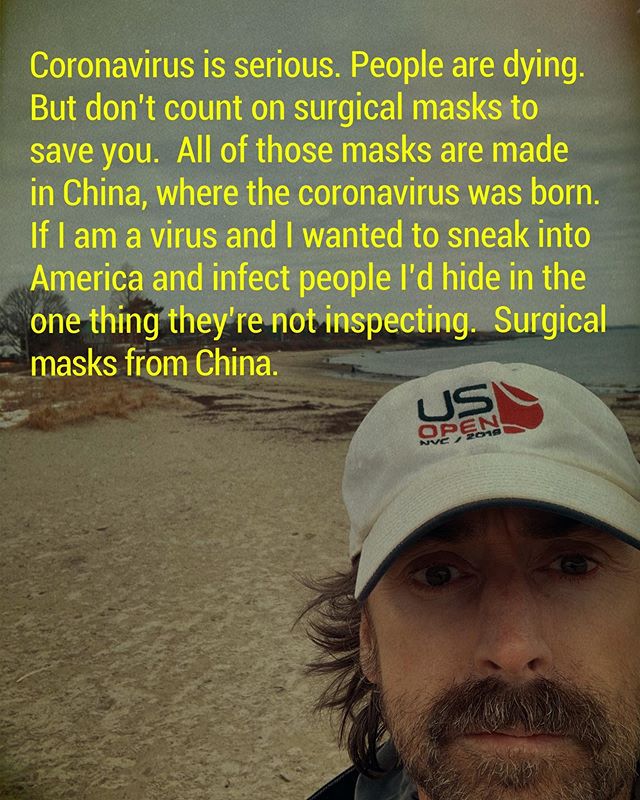 Coronavirus is serious. People are dying.
But don't count on surgical masks to
save you.  All of those masks are made
in China, where the coronavirus was born.
If I am a virus and I wanted to sneak into
America and infect people I'd hide in the
one thing they're not inspecting.  Surgical
masks from China.
US
OPEN
NYC / 2019